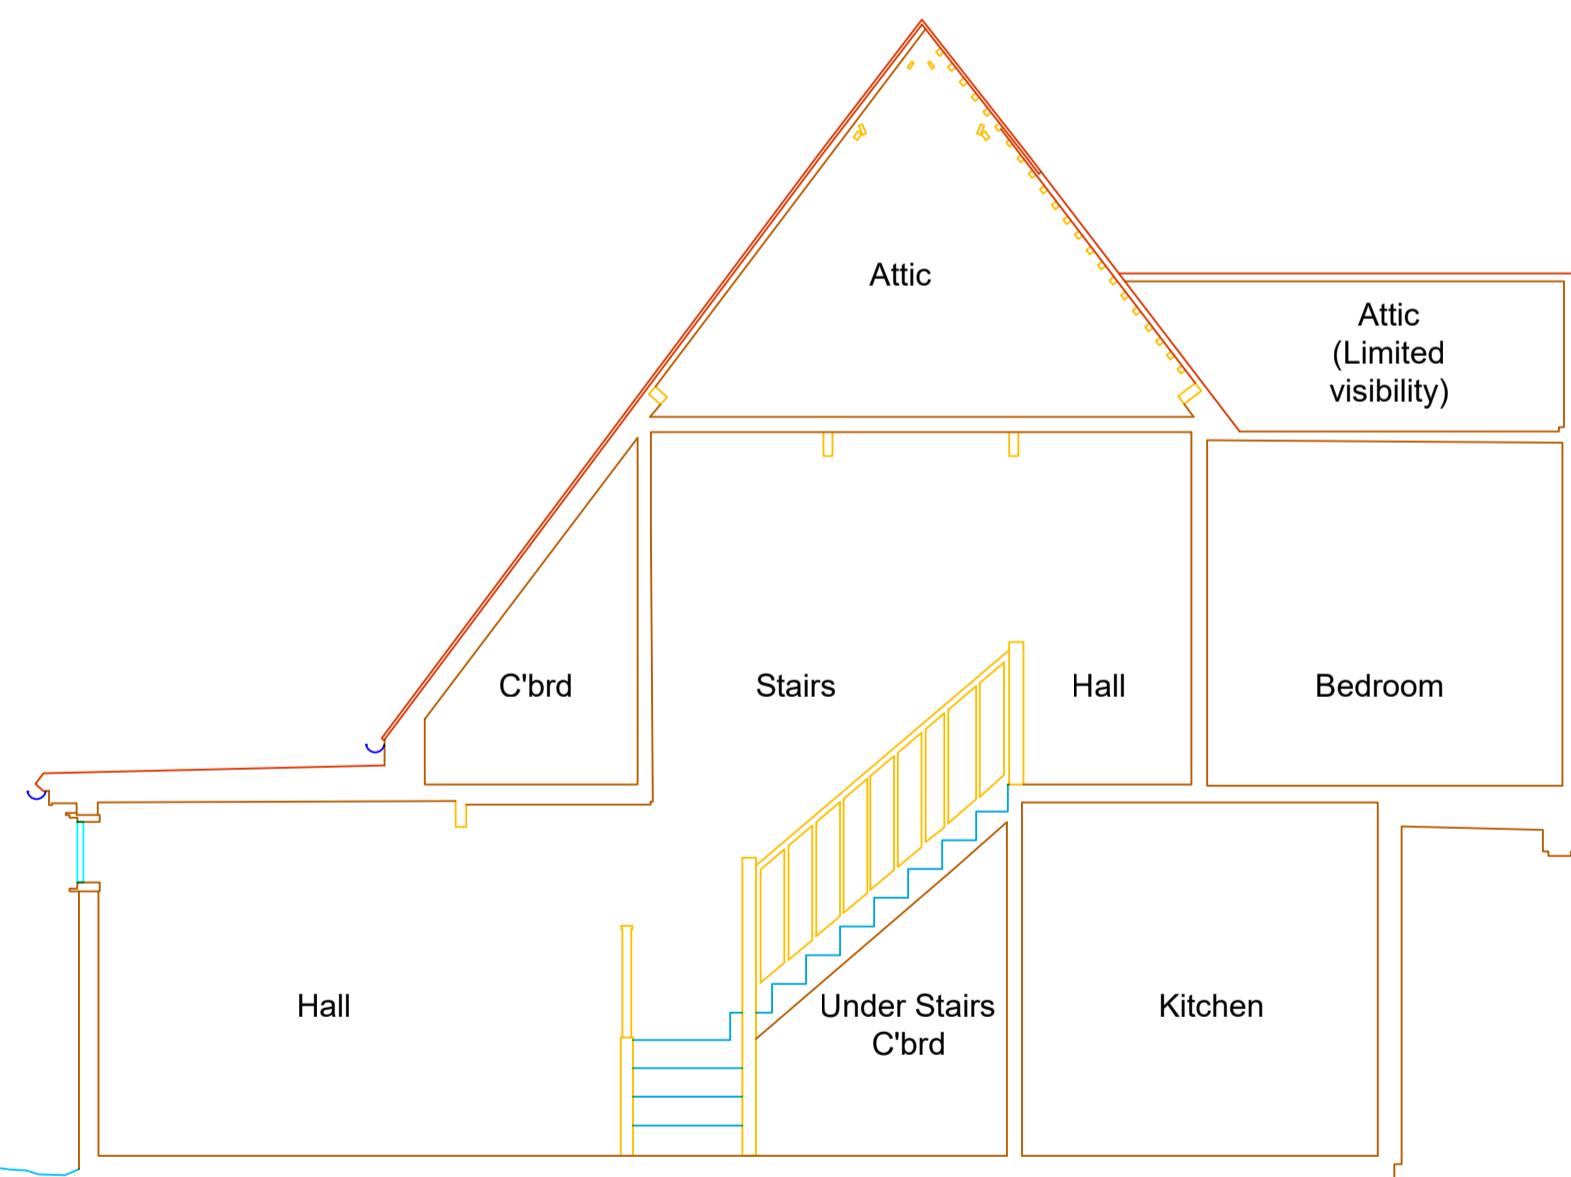 Attic
Attic
(Limited
visibility)
C'brd
Stairs
Hall
Bedroom
Hall
Under Stairs
C'brd
Kitchen